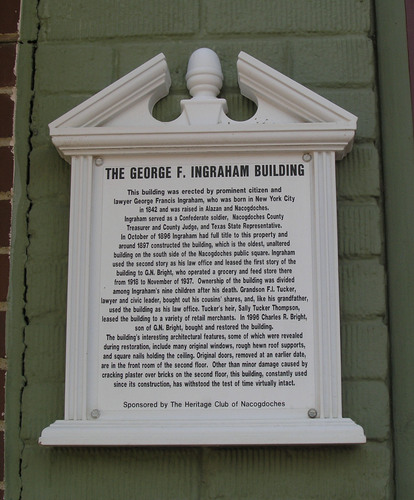 THE GEORGE F. INGRAHAM BUILDING
This building was erected by prominent citizen and
lawyer George Francis Ingraham, who was born in New York City
in 1842 and was raised in Alazan and Nacogdoches.
Ingraham served as a Confederate soldier, Nacogdoches County
Treasurer and County Judge, and Texas State Representative.
In October of 1896 Ingraham had full title to this property and
around 1897 constructed the building, which is the oldest, unaltered
building on the south side of the Nacogdoches public square. Ingraham
used the second story as his law office and leased the first story of the
building to G.N. Bright, who operated a grocery and feed store there
from 1916 to November of 1937. Ownership of the building was divided
among Ingraham's nine children after his death. Grandson F.I. Tucker,
lawyer and civic leader, bought out his cousins' shares, and, like his grandfather,
used the building as his law office. Tucker's heir, Sally Tucker Thompson,
leased the building to a variety of retail merchants. In 1996 Charles R. Bright,
son of G.N. Bright, bought and restored the building.
The building's interesting architectural features, some of which were revealed
during restoration, include many original windows, rough hewn roof supports,
and square nails holding the ceiling. Original doors, removed at an earlier date,
are in the front room of the second floor. Other than minor damage caused by
cracking plaster over bricks on the second floor, this building, constantly used
since its construction, has withstood the test of time virtually intact.
Sponsored by The Heritage Club of Nacogdoches